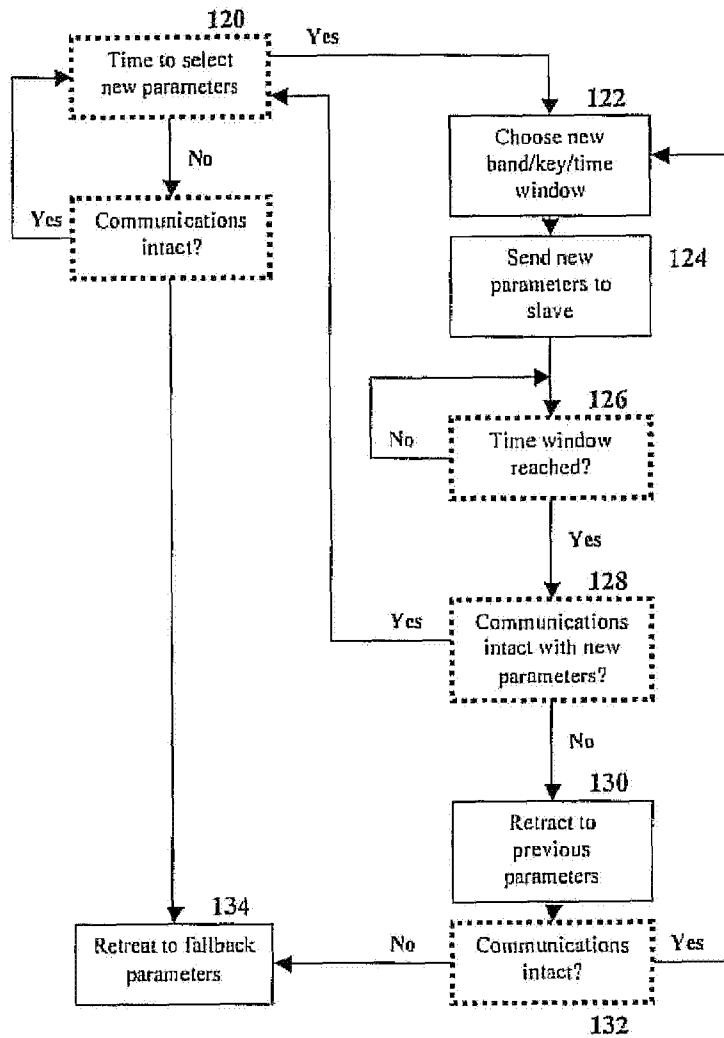 120
Time to select
new parameters
Yes
No
Yes
Communications
intact?
122
Choose new
band/key/time
window
124
Send new
parameters to
slave
126
No
Time window
reached?
Yes
128
Yes
Communications
intact with new
parameters?
No
130
Retract to
previous
parameters
134
Retreat to fallback
parameters
No
Communications
intact?
Yes
132